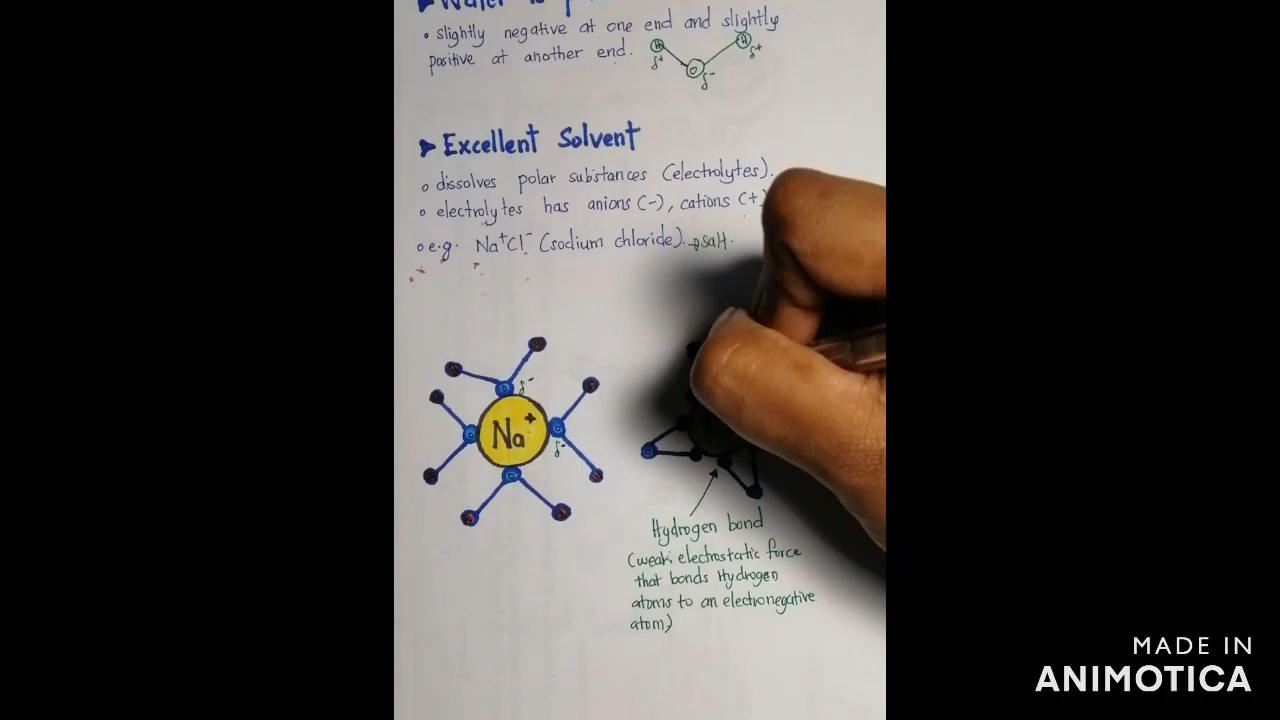 ➤ Water is
• slightly negative at one end and slightly
positive at another end.
H H
δ+ O δ+
δ-
➤ Excellent Solvent
o dissolves polar substances (electrolytes).
o electrolytes has anions (-), cations (+)
o e.g. Na+Cl- (sodium chloride). → salt.
δ-
Na+
δ-
Hydrogen bond
(weak electrostatic force
that bonds Hydrogen
atoms to an electronegative
atom)
MADE IN
ANIMOTICA